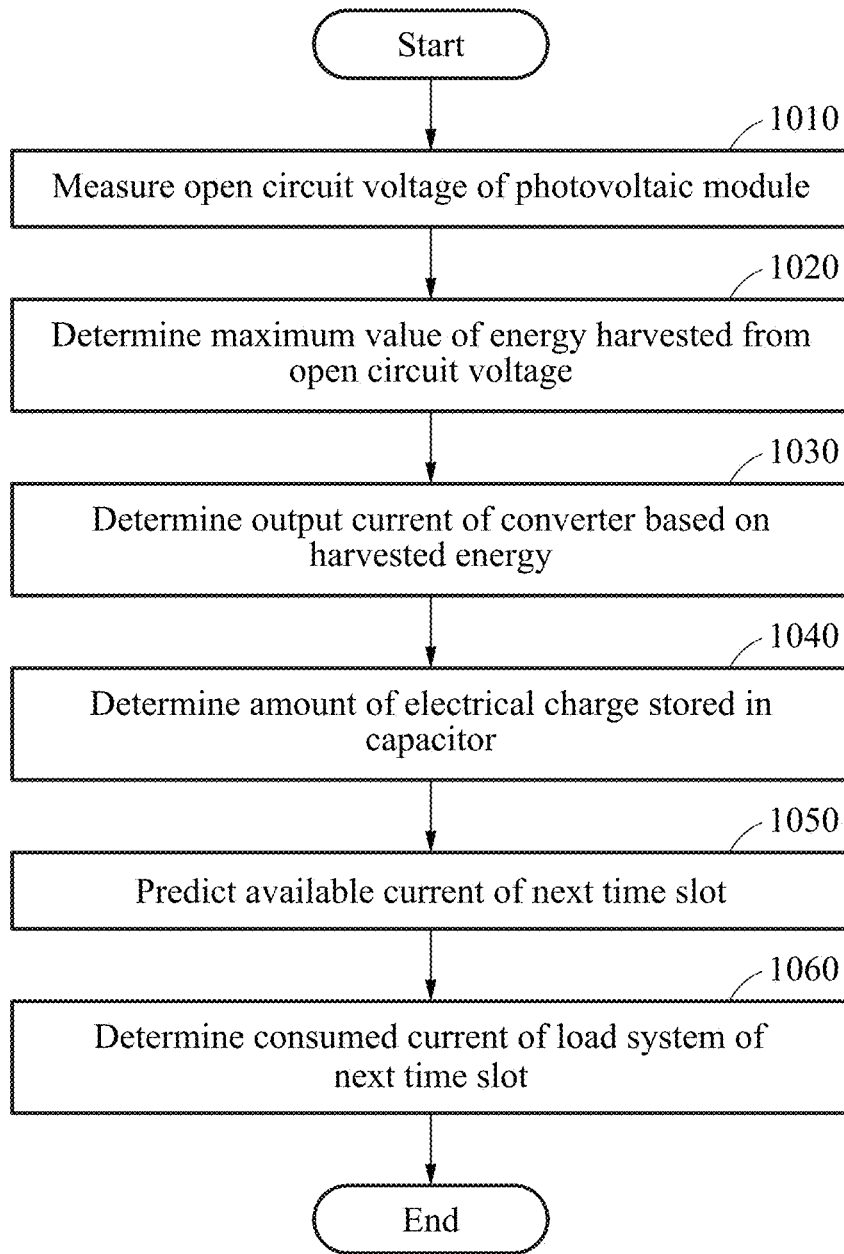 Start
1010
Measure open circuit voltage of photovoltaic module
1020
Determine maximum value of energy harvested from
open circuit voltage
1030
Determine output current of converter based on
harvested energy
1040
Determine amount of electrical charge stored in
capacitor
1050
Predict available current of next time slot
1060
Determine consumed current of load system of
next time slot
End